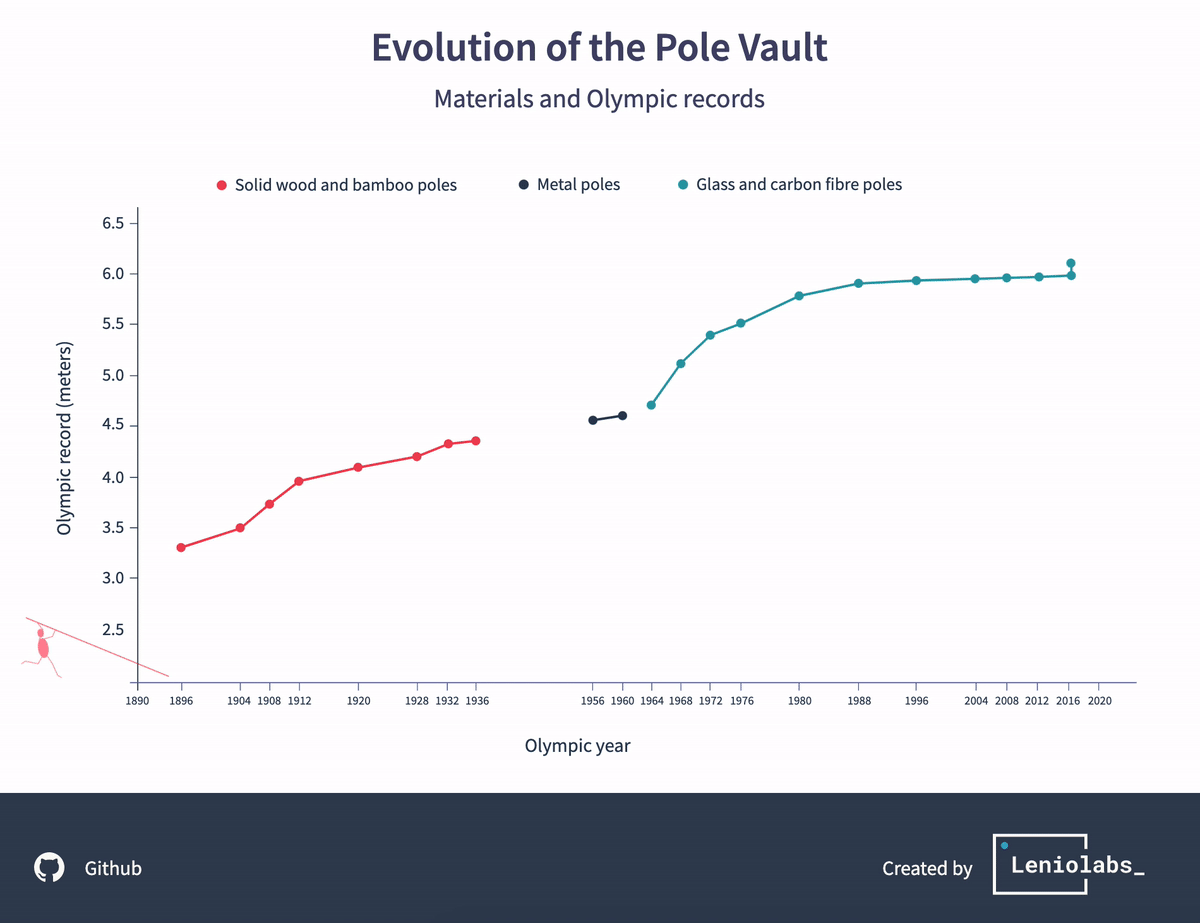 Evolution of the Pole Vault
Materials and Olympic records
Solid wood and bamboo poles Metal poles Glass and carbon fibre poles
6.5
6.0
5.5
5.0
4.5
4.0
3.5
3.0
2.5
Olympic record (meters)
1890 1896 1904 1908 1912 1920 1928 1932 1936 1956 1960 1964 1968 1972 1976 1980 1988 1996 2004 2008 2012 2016 2020
Olympic year
Github
Created by Leniolabs_